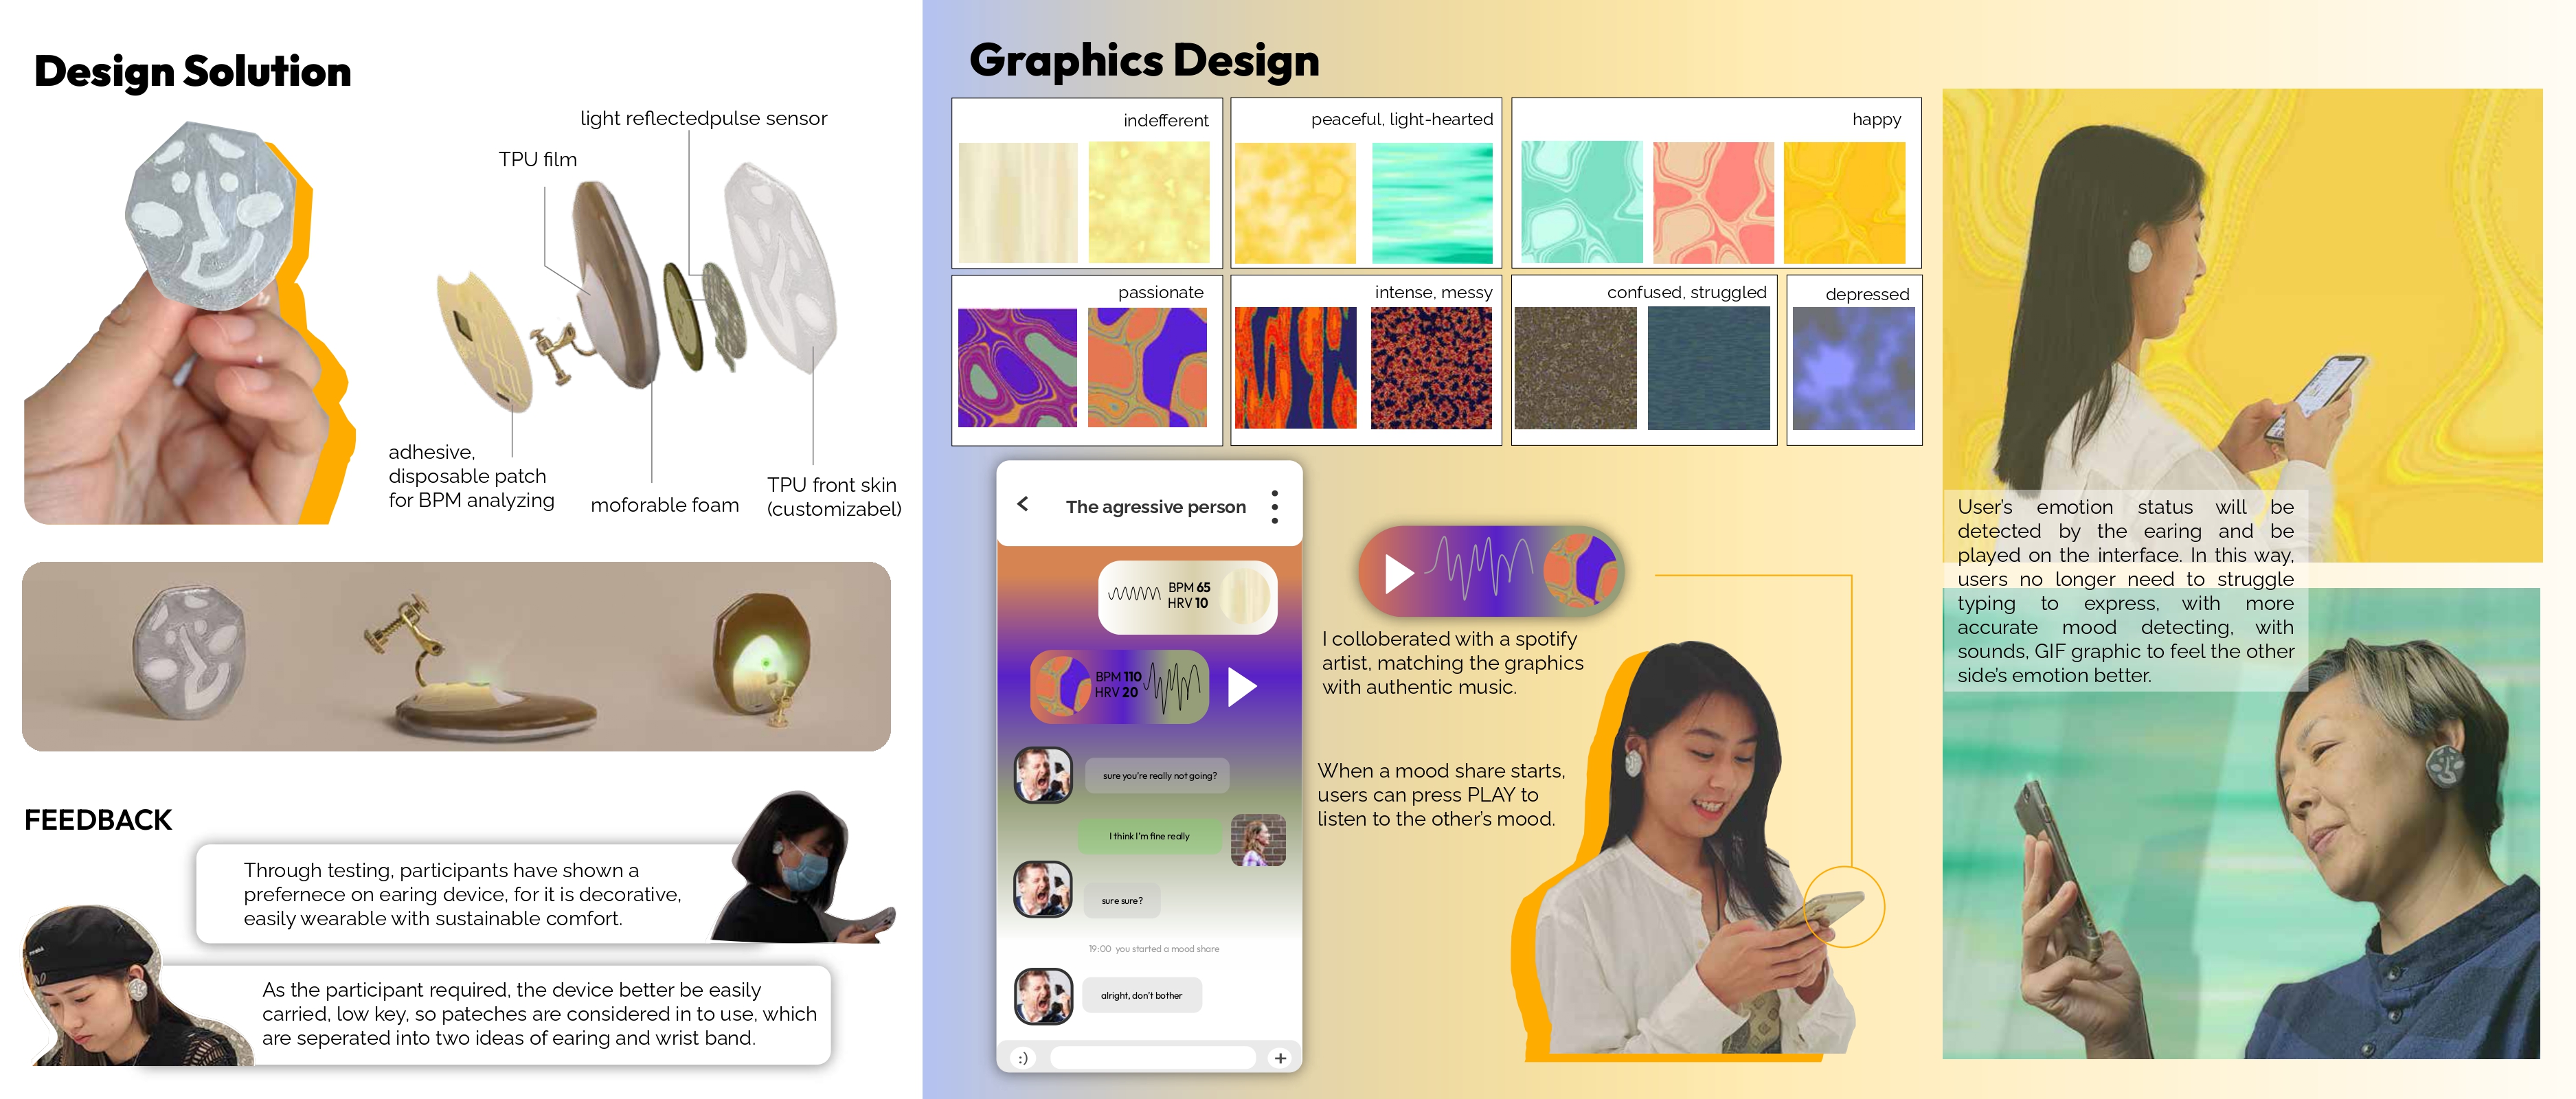 Design Solution
light reflectedpulse sensor
TPU film
adhesive,
disposable patch
for BPM analyzing
moforable foam
TPU front skin
(customizabel)
FEEDBACK
Through testing, participants have shown a
prefernece on earing device, for it is decorative,
easily wearable with sustainable comfort.
As the participant required, the device better be easily
carried, low key, so pateches are considered in to use, which
are seperated into two ideas of earing and wrist band.
Graphics Design
indefferent
peaceful, light-hearted
happy
passionate
intense, messy
confused, struggled
depressed
<
The agressive person
BPM 65
HRV 10
BPM 110
HRV 20
sure you're really not going?
I think I'm fine really
sure sure?
19:00 you started a mood share
alright, don't bother
:)
+
I colloberated with a spotify
artist, matching the graphics
with authentic music.
When a mood share starts,
users can press PLAY to
listen to the other's mood.
User's emotion status will be
detected by the earing and be
played on the interface. In this way,
users no longer need to struggle
typing to express, with more
accurate mood detecting, with
sounds, GIF graphic to feel the other
side's emotion better.